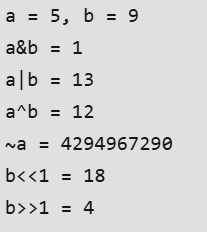 a = 5, b = 9
a&b = 1
a|b = 13
a^b = 12
~a = 4294967290
b<<1 = 18
b>>1 = 4